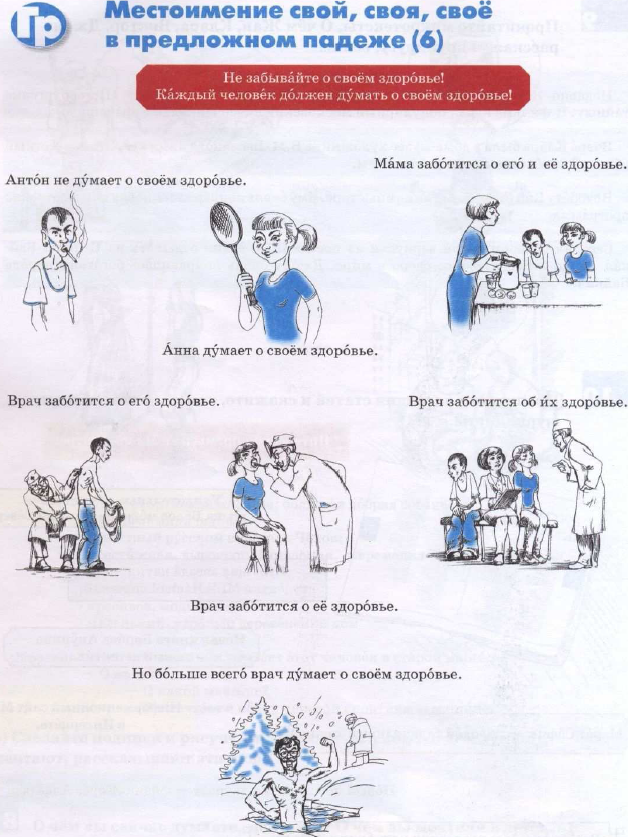 Гр
Местоимение свой, своя, своё
в предложном падеже (6)
Не забыва́йте о своём здоро́вье!
Ка́ждый челове́к до́лжен ду́мать о своём здоро́вье!
Ма́ма забо́тится о его́ и её здоро́вье.
Анто́н не ду́мает о своём здоро́вье.
А́нна ду́мает о своём здоро́вье.
Врач забо́тится о его́ здоро́вье.
Врач забо́тится об и́х здоро́вье.
Врач забо́тится о её здоро́вье.
Но бо́льше всего́ врач ду́мает о своём здоро́вье.